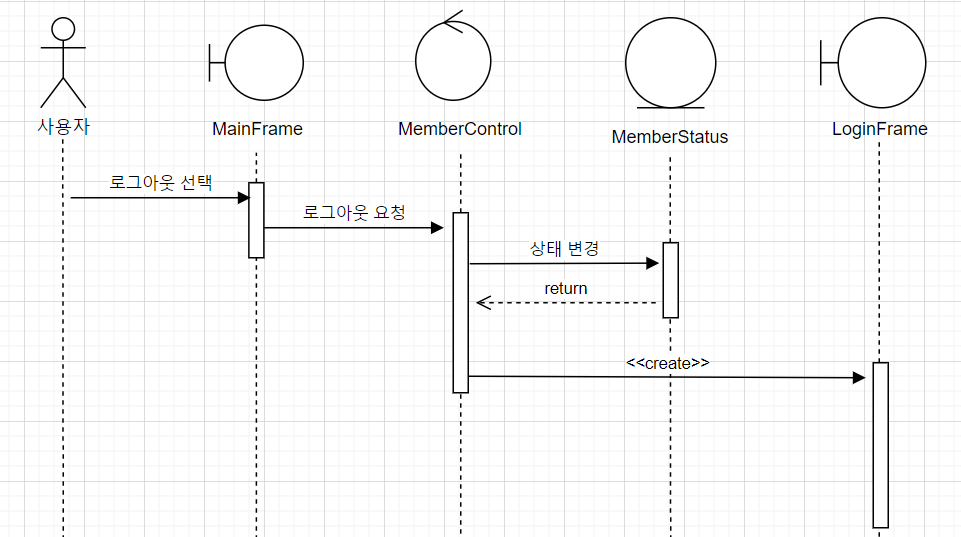 사용자
MainFrame
MemberControl
MemberStatus
LoginFrame
로그아웃 선택
로그아웃 요청
상태 변경
return
<<create>>